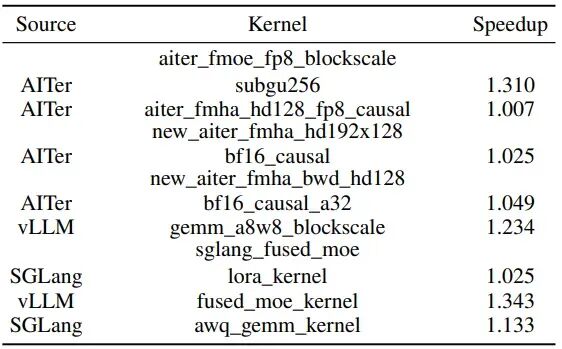 Source Kernel Speedup
aiter_fmoe_fp8_blockscale
AITer subgu256 1.310
AITer aiter_fmha_hd128_fp8_causal 1.007
new_aiter_fmha_hd192x128
AITer bf16_causal 1.025
new_aiter_fmha_bwd_hd128
AITer bf16_causal_a32 1.049
vLLM gemm_a8w8_blockscale 1.234
sglang_fused_moe
SGLang lora_kernel 1.025
vLLM fused_moe_kernel 1.343
SGLang awq_gemm_kernel 1.133